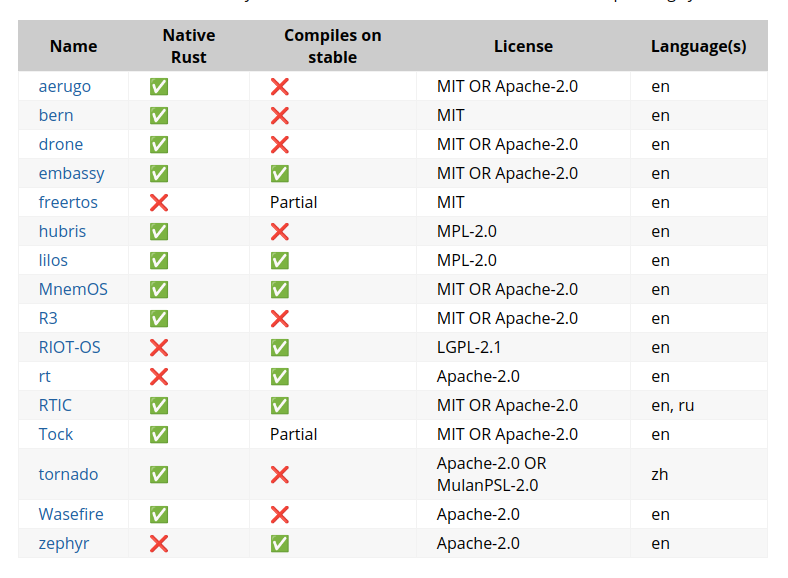 Name Native Rust Compiles on stable License Language(s)
aerugo ✅ ❌ MIT OR Apache-2.0 en
bern ✅ ❌ MIT en
drone ✅ ❌ MIT OR Apache-2.0 en
embassy ✅ ✅ MIT OR Apache-2.0 en
freertos ❌ Partial MIT en
hubris ✅ ❌ MPL-2.0 en
lilos ✅ ✅ MPL-2.0 en
MnemOS ✅ ✅ MIT OR Apache-2.0 en
R3 ✅ ❌ MIT OR Apache-2.0 en
RIOT-OS ❌ ✅ LGPL-2.1 en
rt ❌ ✅ Apache-2.0 en
RTIC ✅ ✅ MIT OR Apache-2.0 en, ru
Tock ✅ Partial MIT OR Apache-2.0 en
tornado ✅ ❌ Apache-2.0 OR MulanPSL-2.0 zh
Wasefire ✅ ❌ Apache-2.0 en
zephyr ❌ ✅ Apache-2.0 en